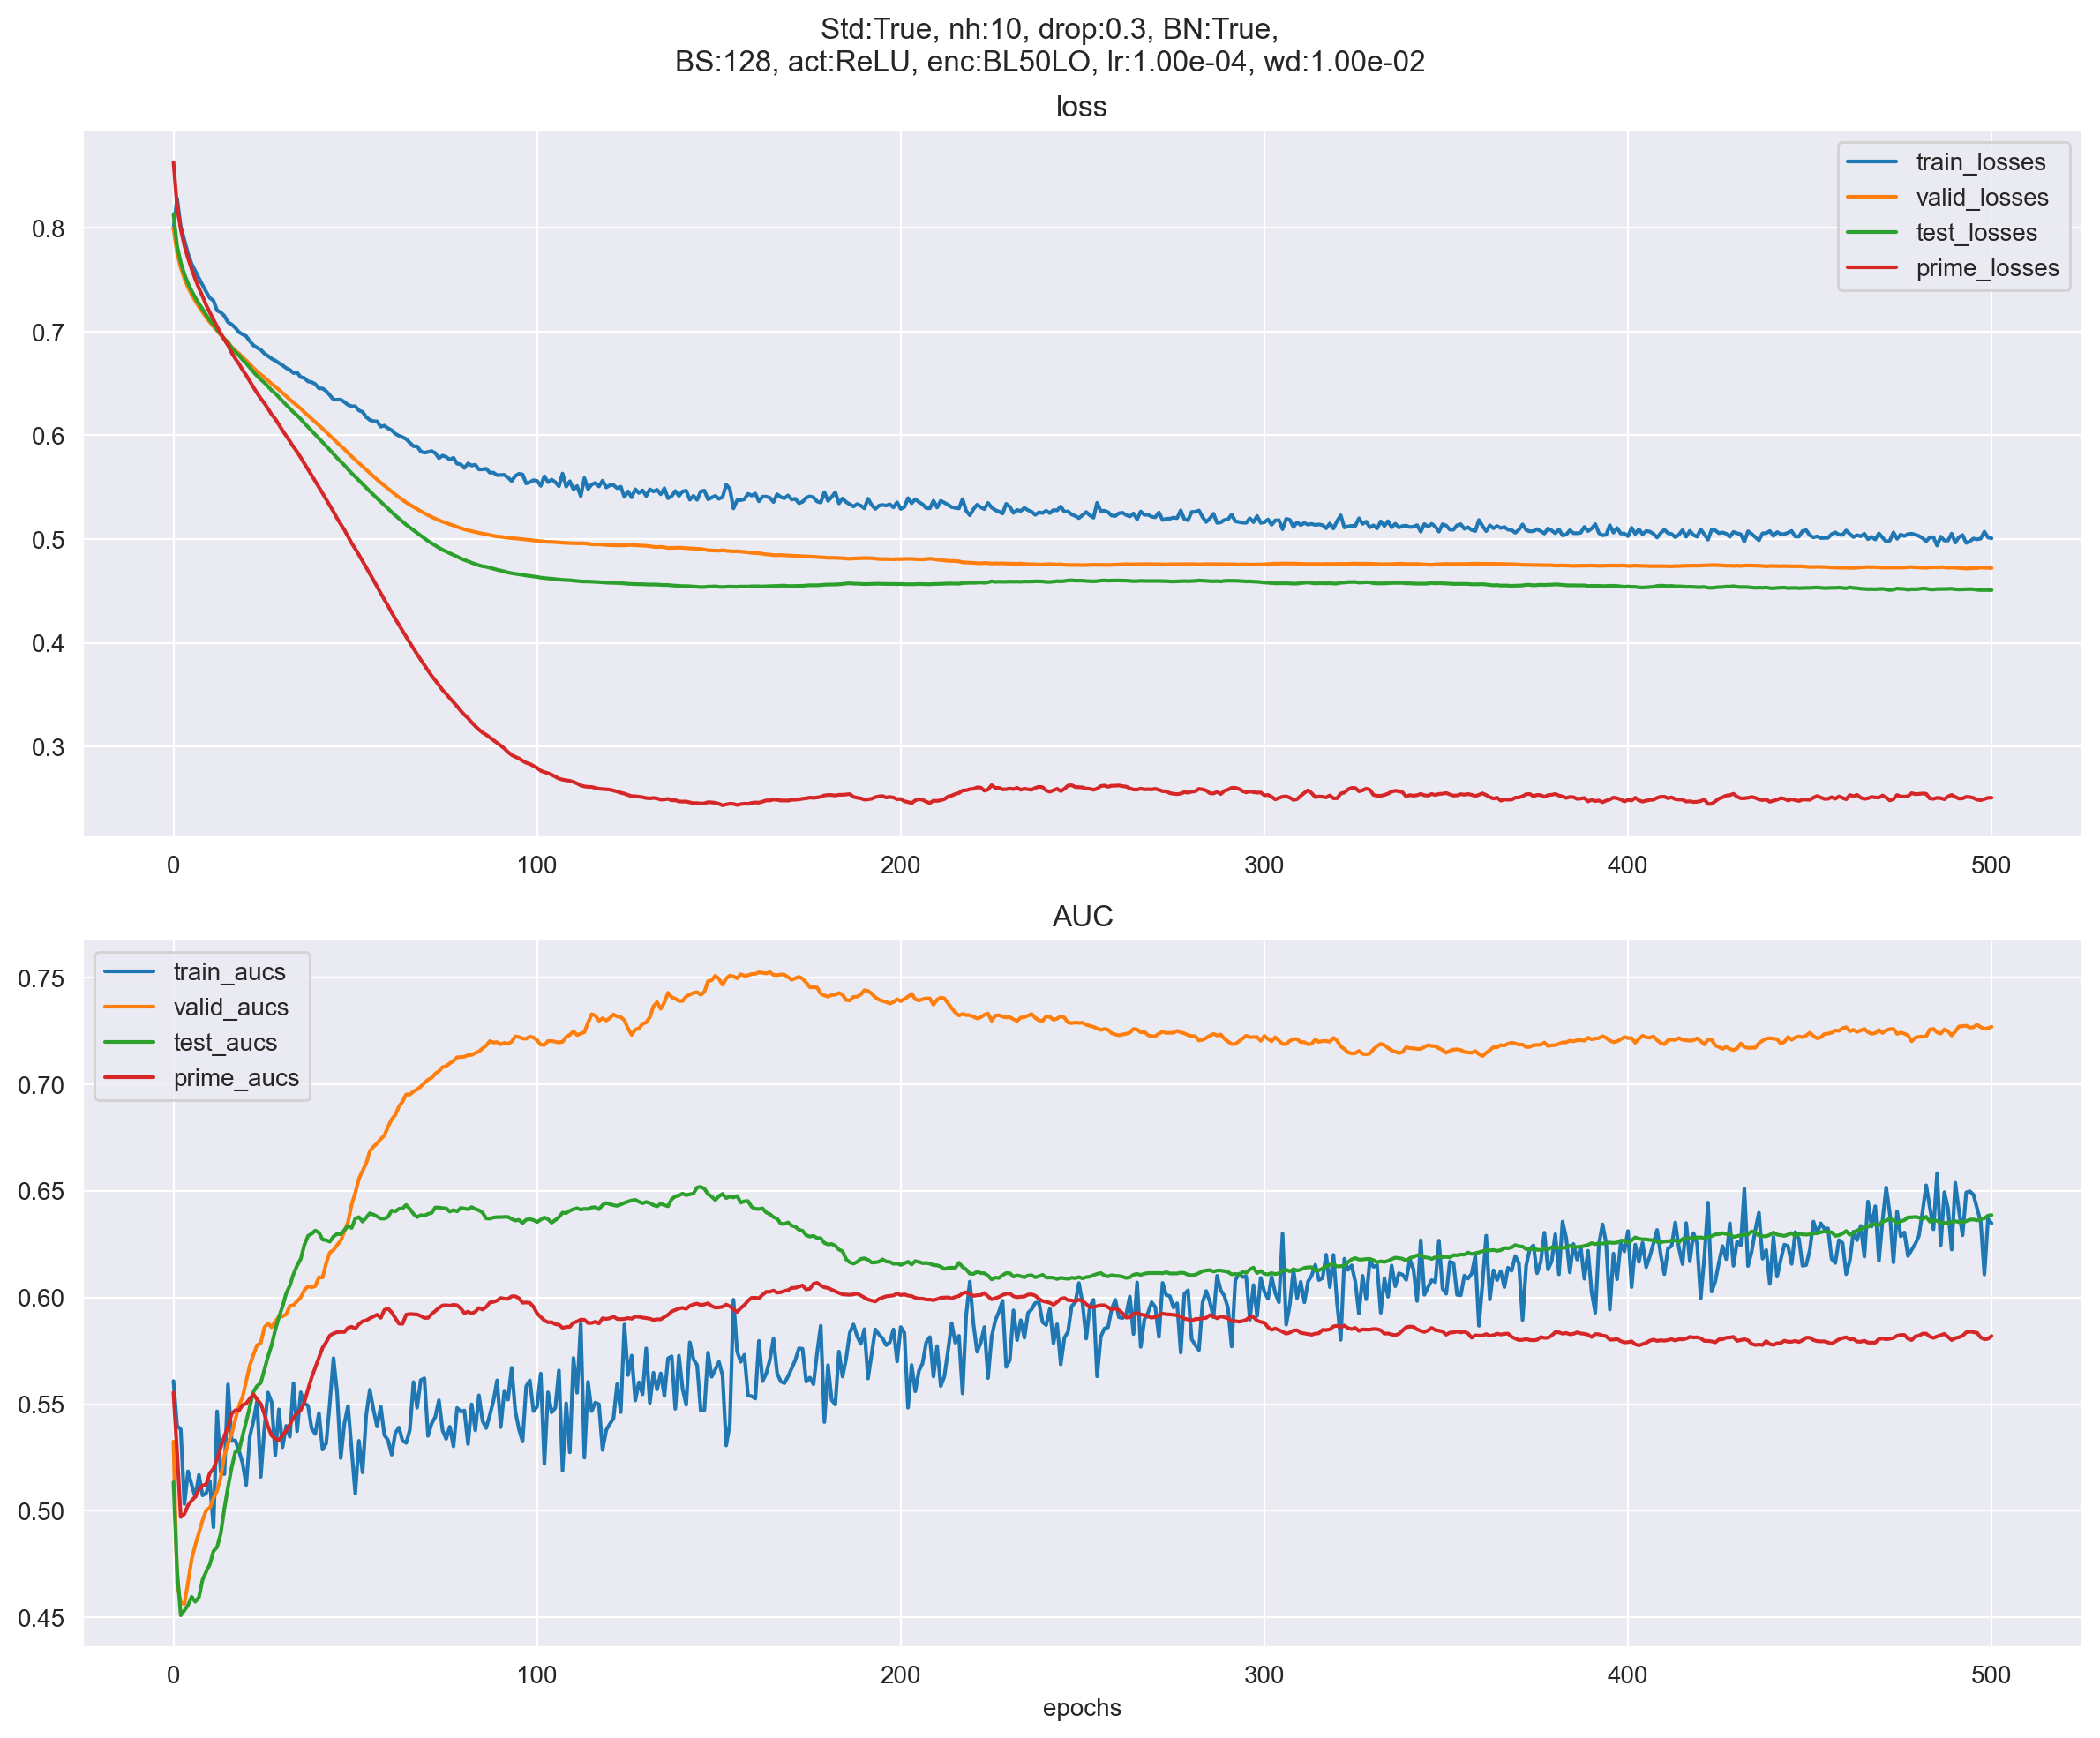 Std:True, nh:10, drop:0.3, BN:True,
BS:128, act:ReLU, enc:BL50LO, lr:1.00e-04, wd:1.00e-02
loss
train_losses
valid_losses
test_losses
prime_losses
0.8
0.7
0.6
0.5
0.4
0.3
0 100 200 300 400 500
AUC
train_aucs
valid_aucs
test_aucs
prime_aucs
0.75
0.70
0.65
0.60
0.55
0.50
0.45
0 100 200 300 400 500
epochs